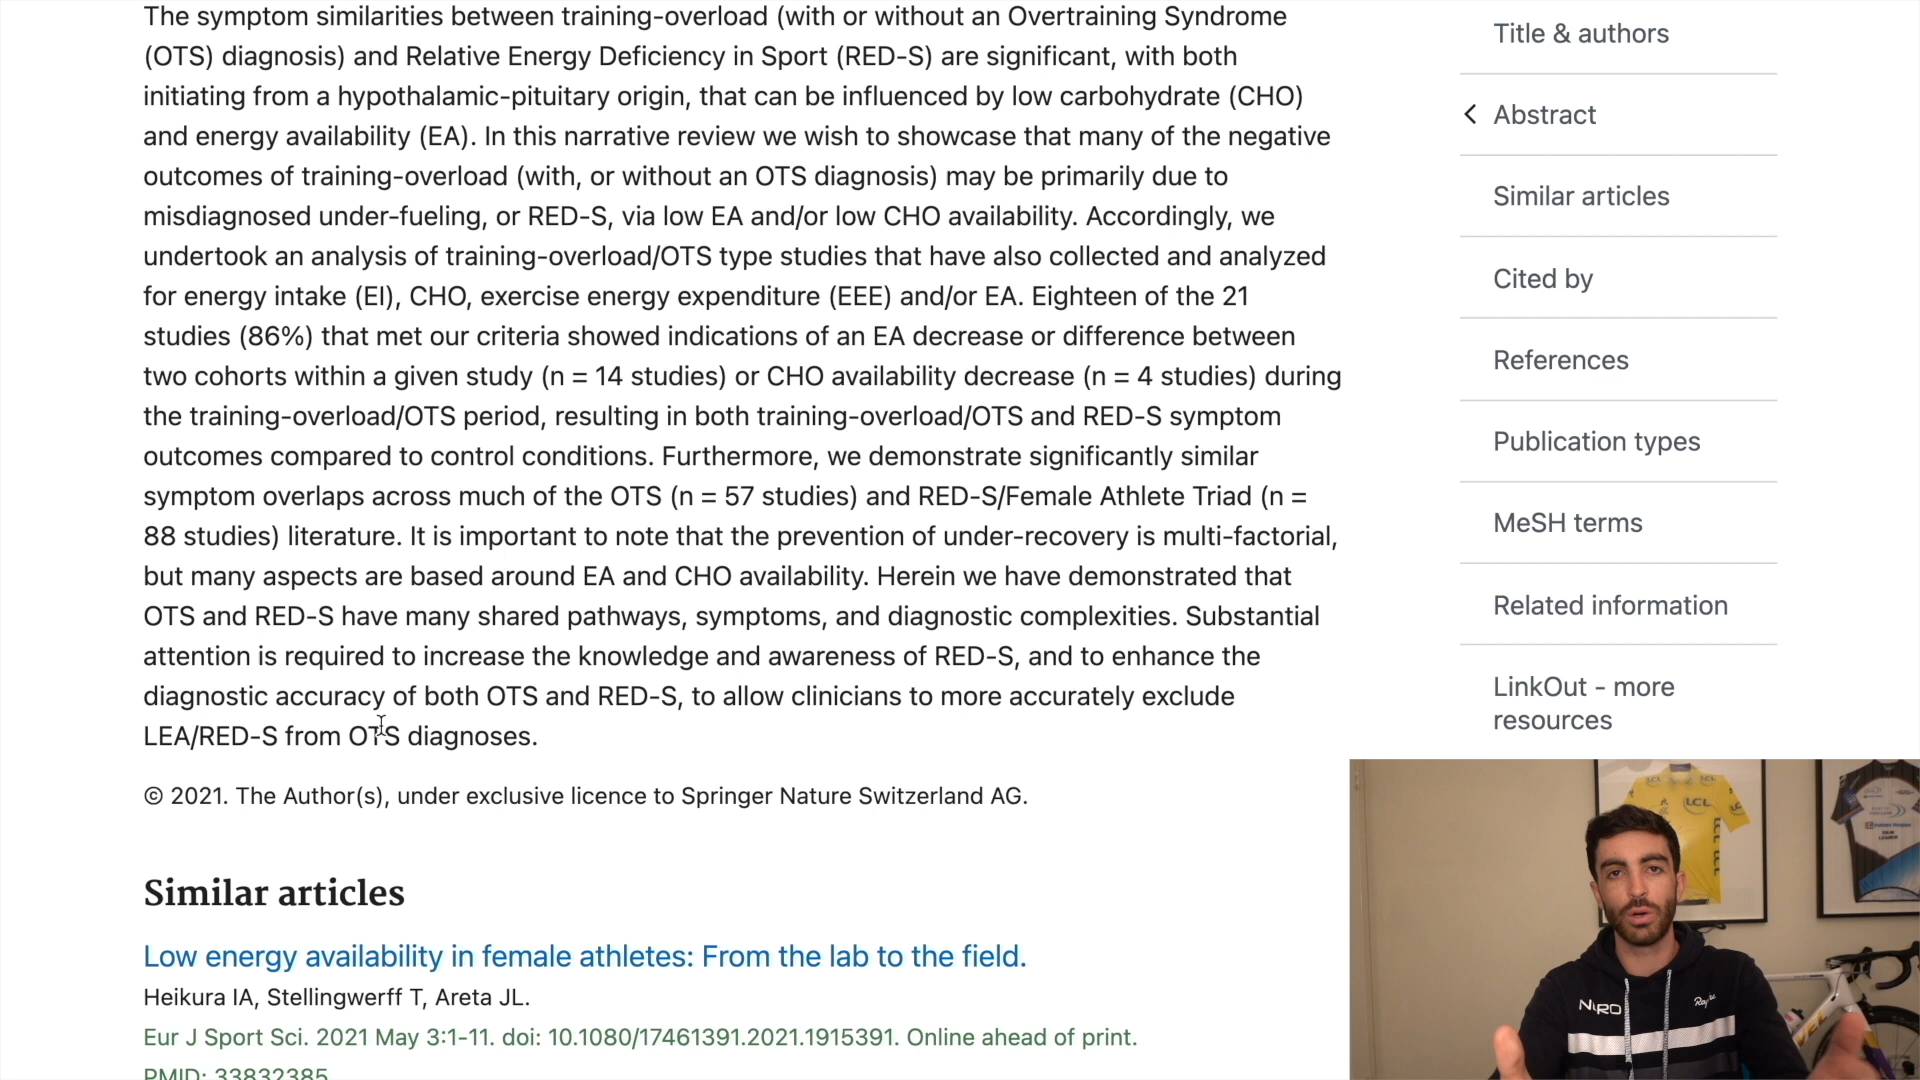 The symptom similarities between training-overload (with or without an Overtraining Syndrome
(OTS) diagnosis) and Relative Energy Deficiency in Sport (RED-S) are significant, with both
initiating from a hypothalamic-pituitary origin, that can be influenced by low carbohydrate (CHO)
and energy availability (EA). In this narrative review we wish to showcase that many of the negative
outcomes of training-overload (with, or without an OTS diagnosis) may be primarily due to
misdiagnosed under-fueling, or RED-S, via low EA and/or low CHO availability. Accordingly, we
undertook an analysis of training-overload/OTS type studies that have also collected and analyzed
for energy intake (EI), CHO, exercise energy expenditure (EEE) and/or EA. Eighteen of the 21
studies (86%) that met our criteria showed indications of an EA decrease or difference between
two cohorts within a given study (n = 14 studies) or CHO availability decrease (n = 4 studies) during
the training-overload/OTS period, resulting in both training-overload/OTS and RED-S symptom
outcomes compared to control conditions. Furthermore, we demonstrate significantly similar
symptom overlaps across much of the OTS (n = 57 studies) and RED-S/Female Athlete Triad (n =
88 studies) literature. It is important to note that the prevention of under-recovery is multi-factorial,
but many aspects are based around EA and CHO availability. Herein we have demonstrated that
OTS and RED-S have many shared pathways, symptoms, and diagnostic complexities. Substantial
attention is required to increase the knowledge and awareness of RED-S, and to enhance the
diagnostic accuracy of both OTS and RED-S, to allow clinicians to more accurately exclude
LEA/RED-S from OTS diagnoses.
© 2021. The Author(s), under exclusive licence to Springer Nature Switzerland AG.
Similar articles
Low energy availability in female athletes: From the lab to the field.
Heikura IA, Stellingwerff T, Areta JL.
Eur J Sport Sci. 2021 May 3:1-11. doi: 10.1080/17461391.2021.1915391. Online ahead of print.
PMID: 33832385
Title & authors
Abstract
Similar articles
Cited by
References
Publication types
MeSH terms
Related information
LinkOut - more
resources
LCL
LCL
LCL
LCL
LCL
NERO